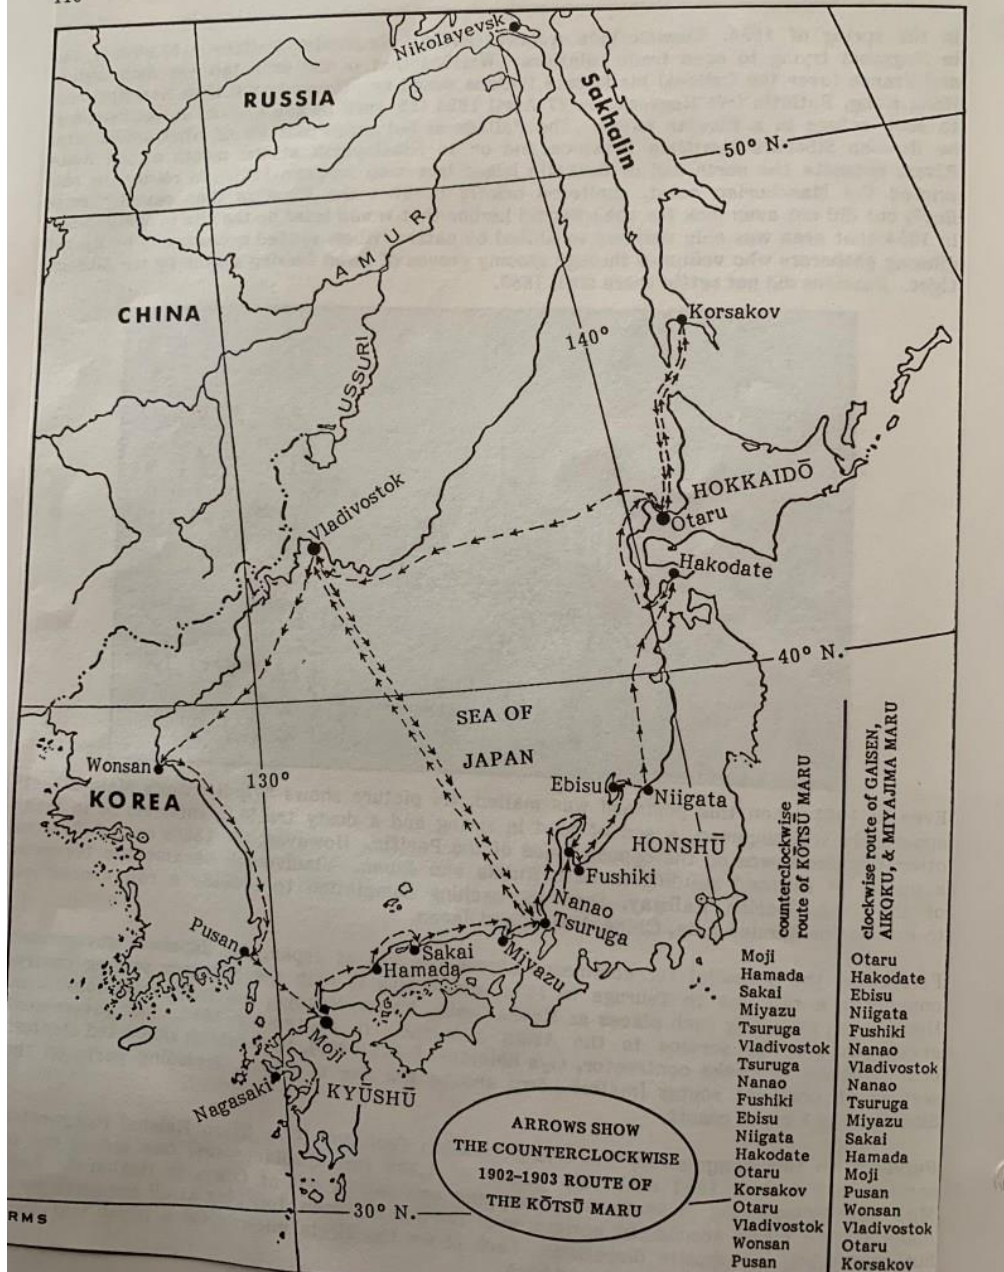 Nikolayevsk
RUSSIA
Sakhalin
50° N.
AMUR
CHINA
USSURI
Korsakov
140°
HOKKAIDŌ
Otaru
Vladivostok
Hakodate
40° N.
SEA OF
JAPAN
Wonsan
130°
KOREA
Ebisu
Niigata
HONSHŪ
Fushiki
Nanao
Tsuruga
Pusan
Sakai
Miyazu
Hamada
Moji
Nagasaki
KYŪSHŪ
ARROWS SHOW
THE COUNTERCLOCKWISE
1902-1903 ROUTE OF
THE KŌTSŪ MARU
30° N.
RMS
counterclockwise
route of KŌTSŪ MARU
Moji
Hamada
Sakai
Miyazu
Tsuruga
Vladivostok
Tsuruga
Nanao
Fushiki
Ebisu
Niigata
Hakodate
Otaru
Korsakov
Otaru
Vladivostok
Wonsan
Pusan
clockwise route of GAISEN,
AIKOKU, & MIYAJIMA MARU
Otaru
Hakodate
Ebisu
Niigata
Fushiki
Nanao
Vladivostok
Nanao
Tsuruga
Miyazu
Sakai
Hamada
Moji
Pusan
Wonsan
Vladivostok
Otaru
Korsakov